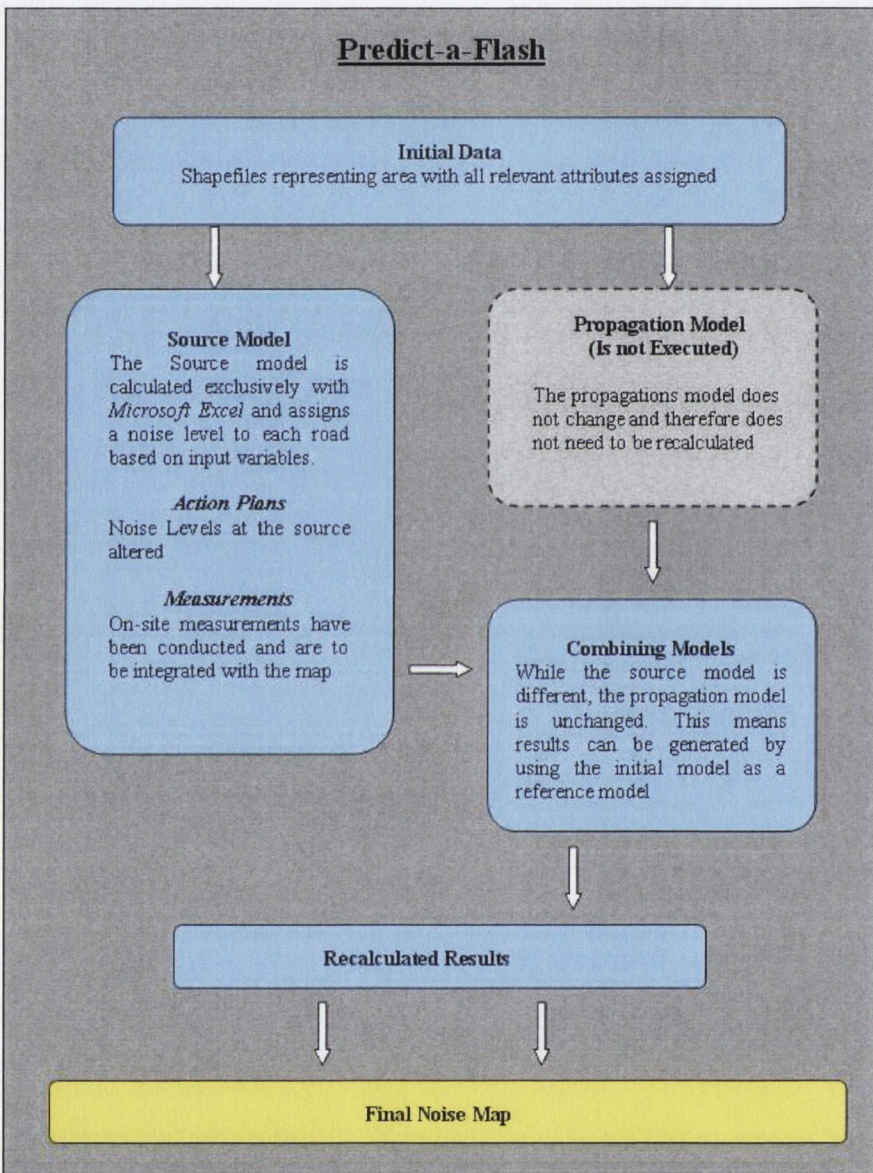 Predict-a-Flash
Initial Data
Shapefiles representing area with all relevant attributes assigned
Source Model
The Source model is
calculated exclusively with
Microsoft Excel and assigns
a noise level to each road
based on input variables.
Action Plans
Noise Levels at the source
altered
Measurements
On-site measurements have
been conducted and are to
be integrated with the map
Propagation Model
(Is not Executed)
The propagations model does
not change and therefore does
not need to be recalculated
Combining Models
While the source model is
different, the propagation model
is unchanged. This means
results can be generated by
using the initial model as a
reference model
Recalculated Results
Final Noise Map